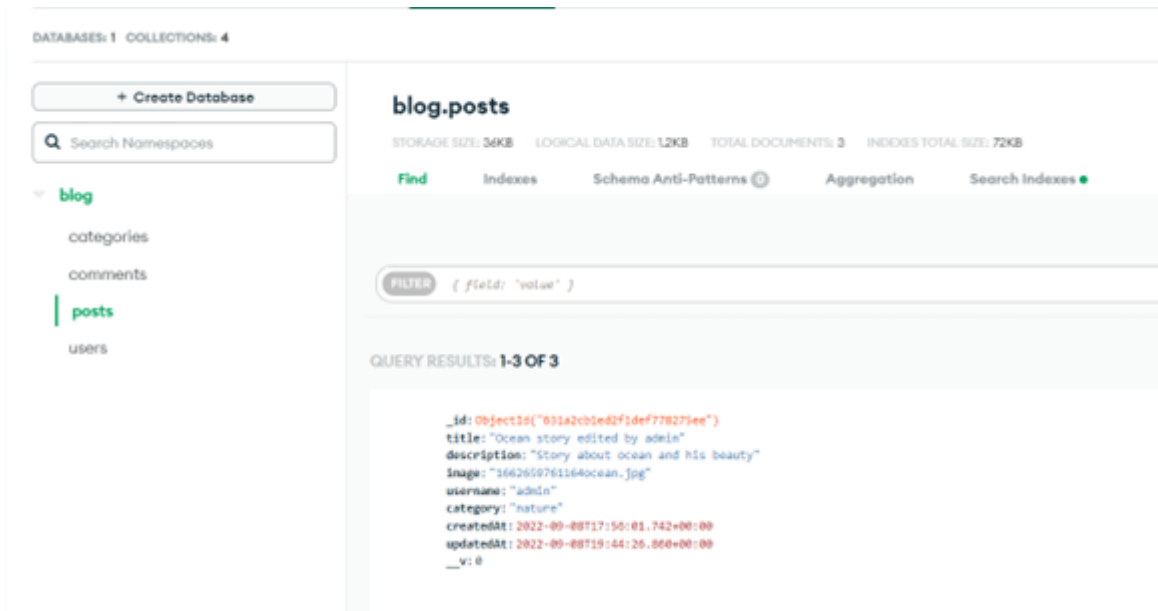 DATABASES: 1 COLLECTIONS: 4
+ Create Database
Search Namespaces
blog
categories
comments
posts
users
blog.posts
STORAGE SIZE: 36KB LOGICAL DATA SIZE: 1.2KB TOTAL DOCUMENTS: 3 INDEXES TOTAL SIZE: 72KB
Find Indexes Schema Anti-Patterns 0 Aggregation Search Indexes
FILTER { field: 'value' }
QUERY RESULTS: 1-3 OF 3
_id: ObjectId("631a2cb1ed2f1def778275ee")
title: "Ocean story edited by admin"
description: "Story about ocean and his beauty"
image: "1662659761164ocean.jpg"
username: "admin"
category: "nature"
createdAt: 2022-09-08T17:56:01.742+00:00
updatedAt: 2022-09-08T19:44:26.860+00:00
__v: 0